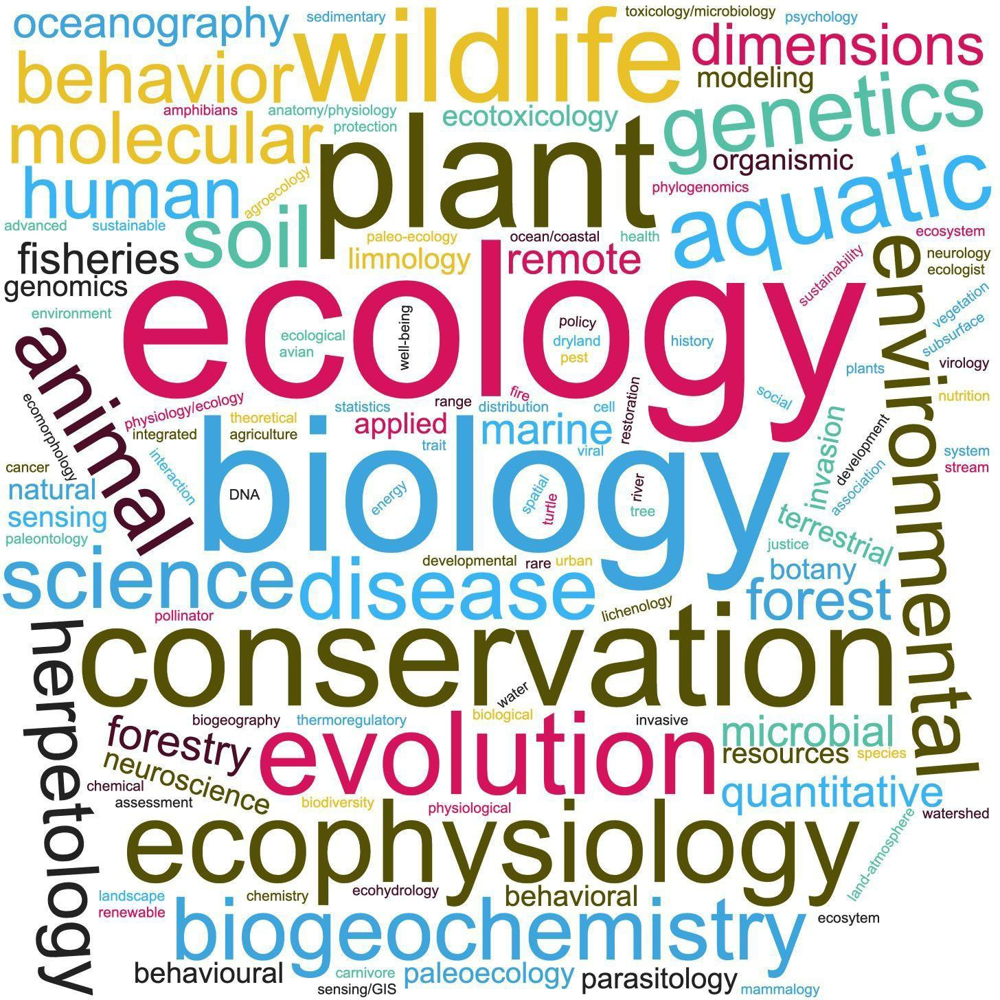 oceanography
sedimentary
wildlife
toxicology/microbiology
psychology
dimensions
behavior
modeling
genetics
amphibians
anatomy/physiology
ecotoxicology
molecular
protection
plant
organismic
human
agroecology
phylogenomics
aquatic
advanced
sustainable
soil
paleo-ecology
ocean/coastal
health
ecosystem
fisheries
limnology
remote
sustainability
neurology
ecologist
genomics
ecology
environmental
environment
vegetation
subsurface
animal
ecological
avian
well-being
policy
dryland
pest
history
plants
virology
nutrition
ecomorphology
physiology/ecology
integrated
theoretical
agriculture
statistics
applied
trait
range
fire
distribution
marine
viral
cell
restoration
social
invasion
development
association
system
stream
cancer
natural
sensing
paleontology
interaction
biology
DNA
energy
spatial
turtle
river
tree
terrestrial
justice
science
disease
developmental
rare
urban
botany
forest
pollinator
lichenology
herpetology
conservation
water
biological
biogeography
thermoregulatory
evolution
invasive
microbial
resources
species
forestry
neuroscience
chemical
assessment
biodiversity
physiological
quantitative
watershed
ecophysiology
land-atmosphere
landscape
renewable
chemistry
ecohydrology
behavioral
biogeochemistry
ecosytem
behavioural
carnivore
sensing/GIS
paleoecology
parasitology
mammalogy